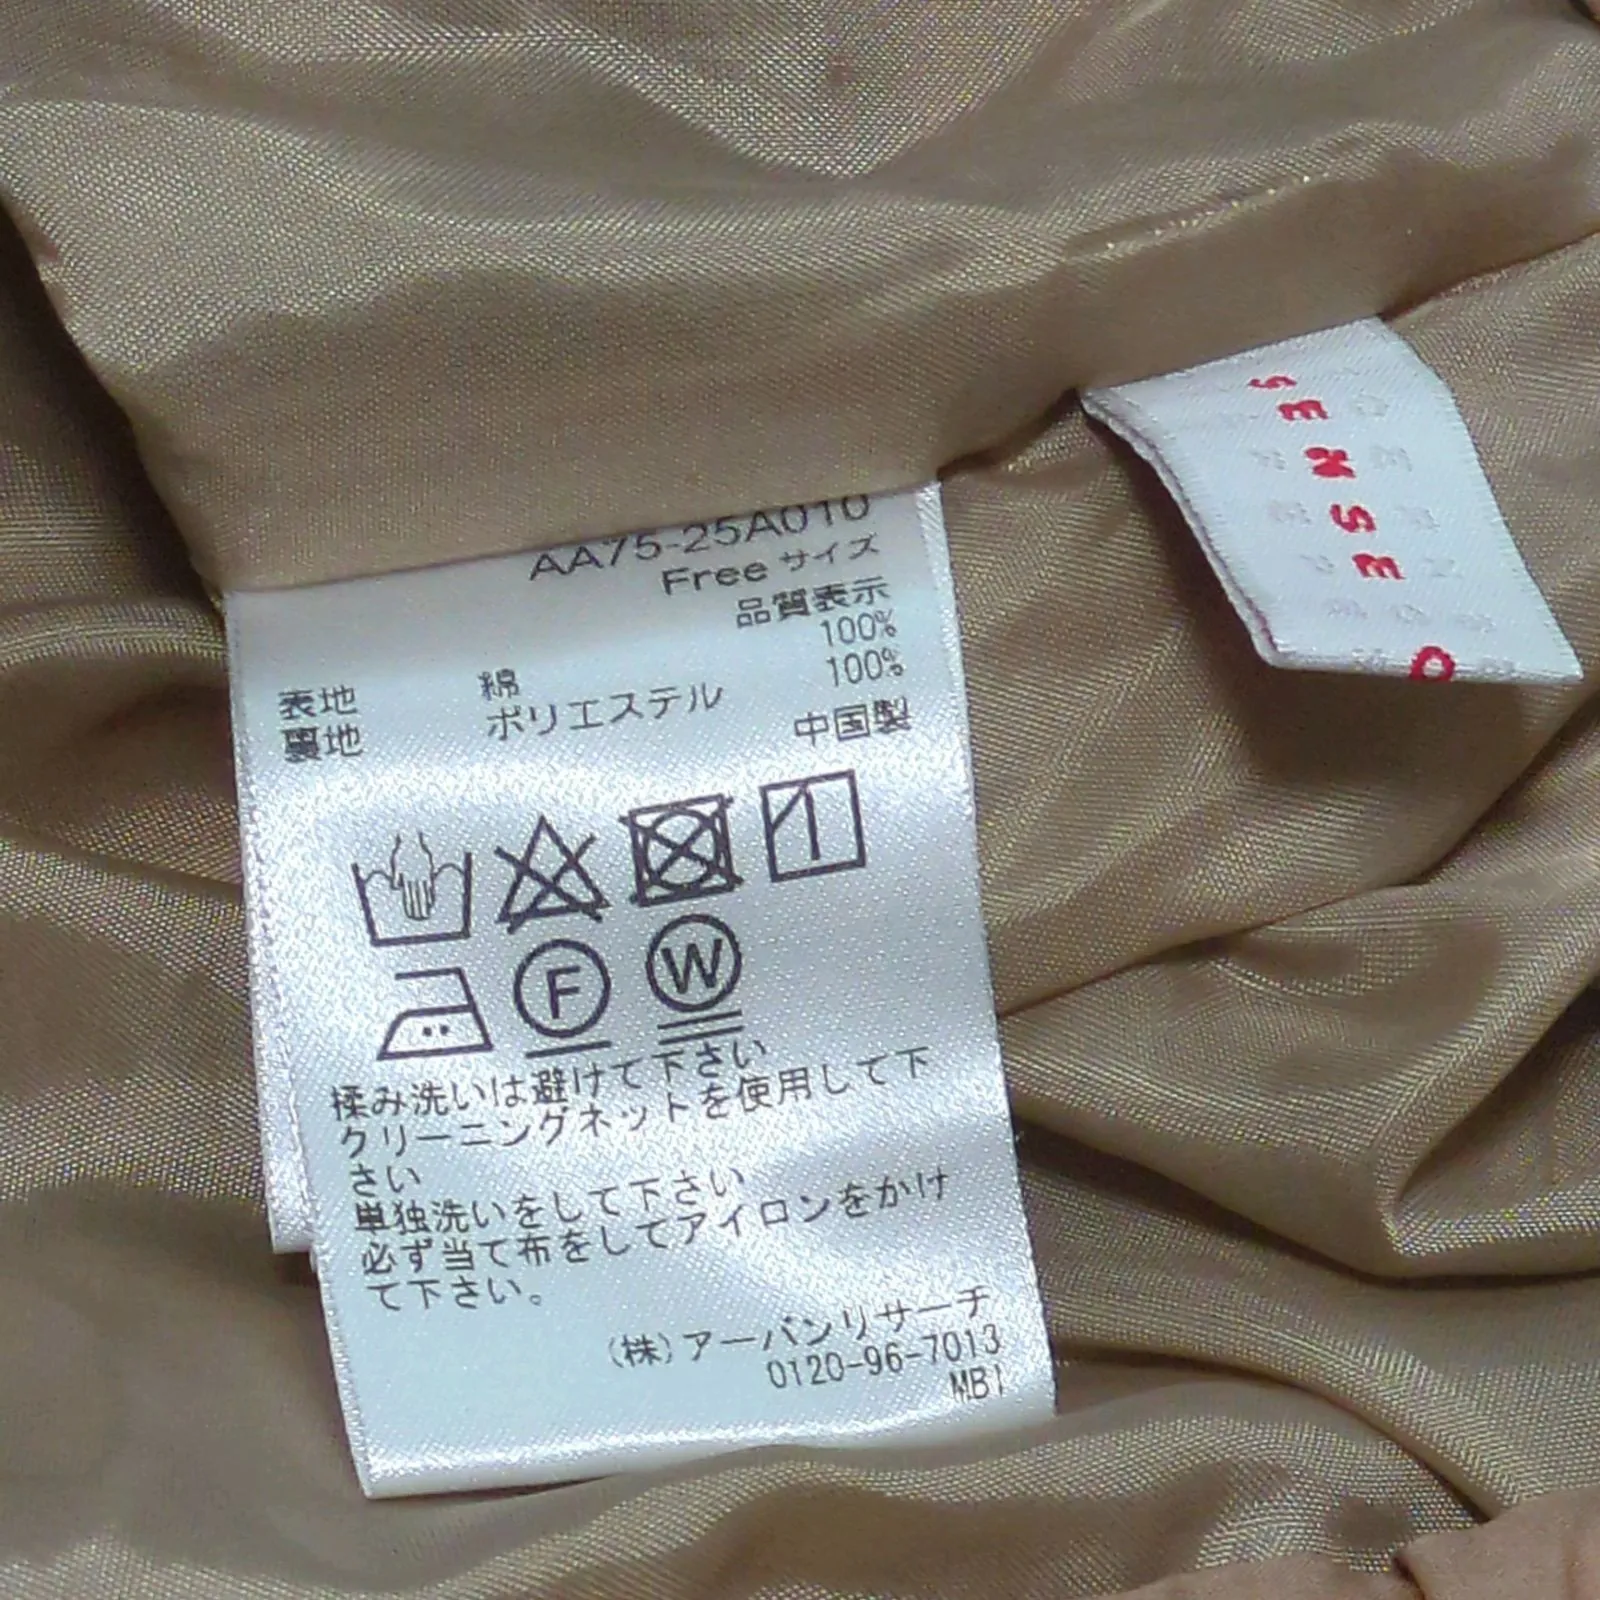 AA75-25A010
Freeサイズ
品質表示
表地 綿 100%
裏地 ポリエステル 100%
中国製
F W
揉み洗いは避けて下さい
クリーニングネットを使用して下
さい
単独洗いをして下さい
必ず当て布をしてアイロンをかけ
て下さい。
(株)アーバンリサーチ
0120-96-7013
MB1
SENSE